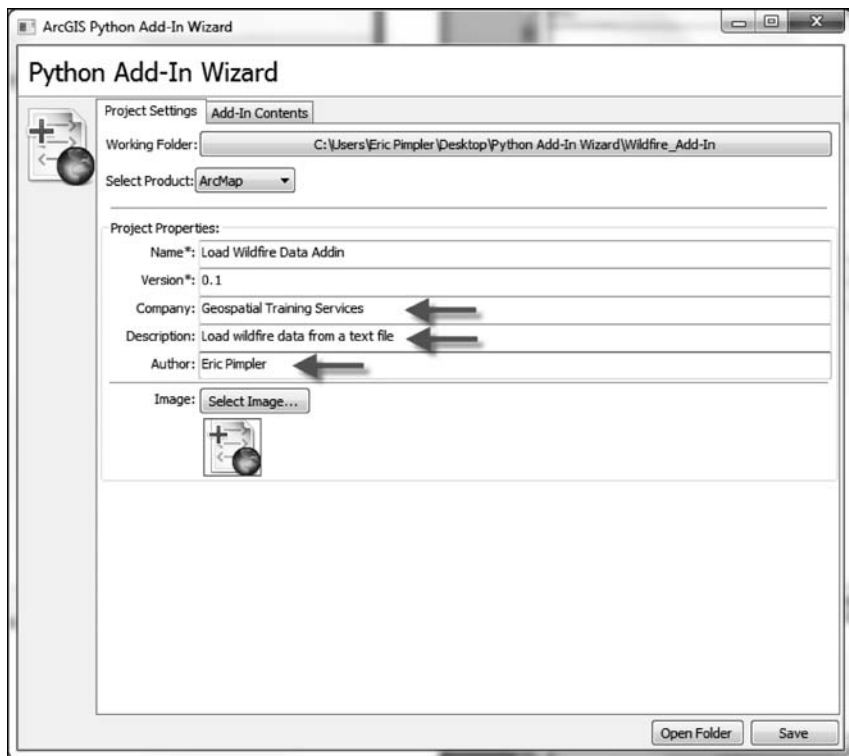 ArcGIS Python Add-In Wizard
Python Add-In Wizard
Project Settings Add-In Contents
Working Folder: C:\Users\Eric Pimpler\Desktop\Python Add-In Wizard\Wildfire_Add-In
Select Product: ArcMap
Project Properties:
Name*: Load Wildfire Data Addin
Version*: 0.1
Company: Geospatial Training Services
Description: Load wildfire data from a text file
Author: Eric Pimpler
Image: Select Image...
Open Folder Save